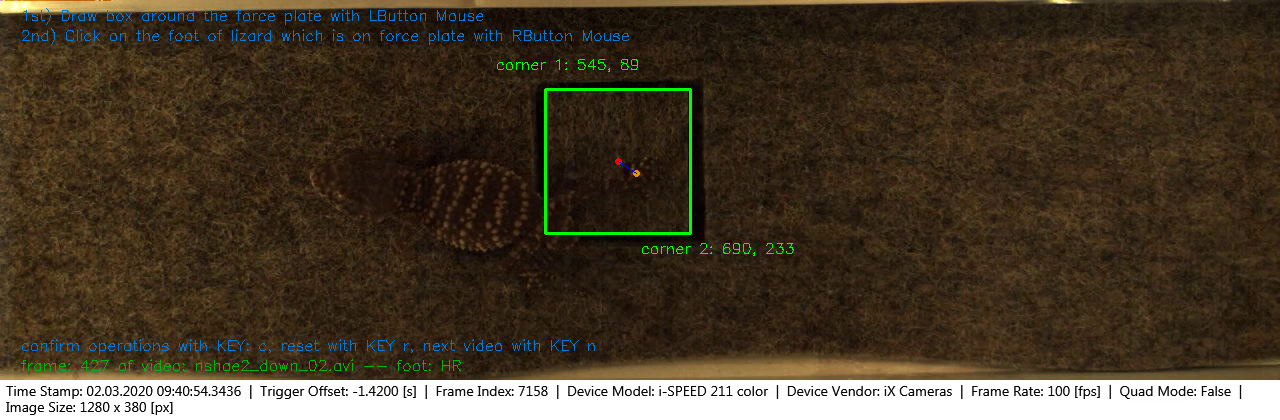 1st) Draw box around the force plate with LButton Mouse
2nd) Click on the foot of lizard which is on force plate with RButton Mouse
corner 1: 545, 89
corner 2: 690, 233
confirm operations with KEY: c, reset with KEY r, next video with KEY n
frame: 427 of video: nshae2_down_02.avi -- foot: HR
Time Stamp: 02.03.2020 09:40:54.3436 | Trigger Offset: -1.4200 [s] | Frame Index: 7158 | Device Model: i-SPEED 211 color | Device Vendor: iX Cameras | Frame Rate: 100 [fps] | Quad Mode: False |
Image Size: 1280 x 380 [px]